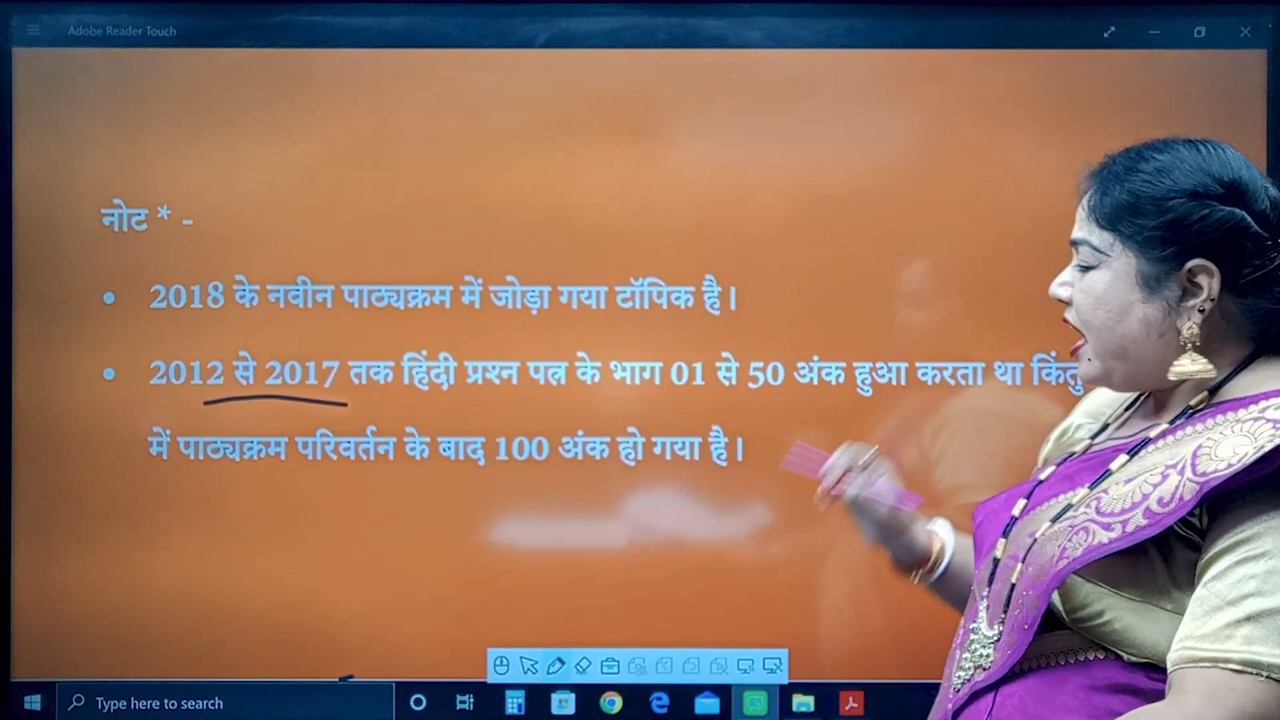 Adobe Reader Touch
नोट * -
• 2018 के नवीन पाठ्यक्रम में जोड़ा गया टॉपिक है।
• 2012 से 2017 तक हिंदी प्रश्न पत्र के भाग 01 से 50 अंक हुआ करता था किंतु
में पाठ्यक्रम परिवर्तन के बाद 100 अंक हो गया है।
Type here to search